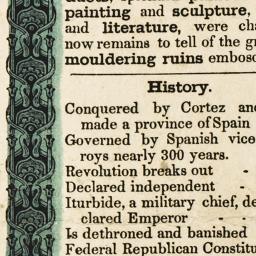 painting and sculpture,
and literature, were cha
now remains to tell of the gr
mouldering ruins embos
History.
Conquered by Cortez an
made a province of Spain
Governed by Spanish vice
roys nearly 300 years.
Revolution breaks out -
Declared independent -
Iturbide, a military chief, de
clared Emperor - -
Is dethroned and banished
Federal Republican Constitu